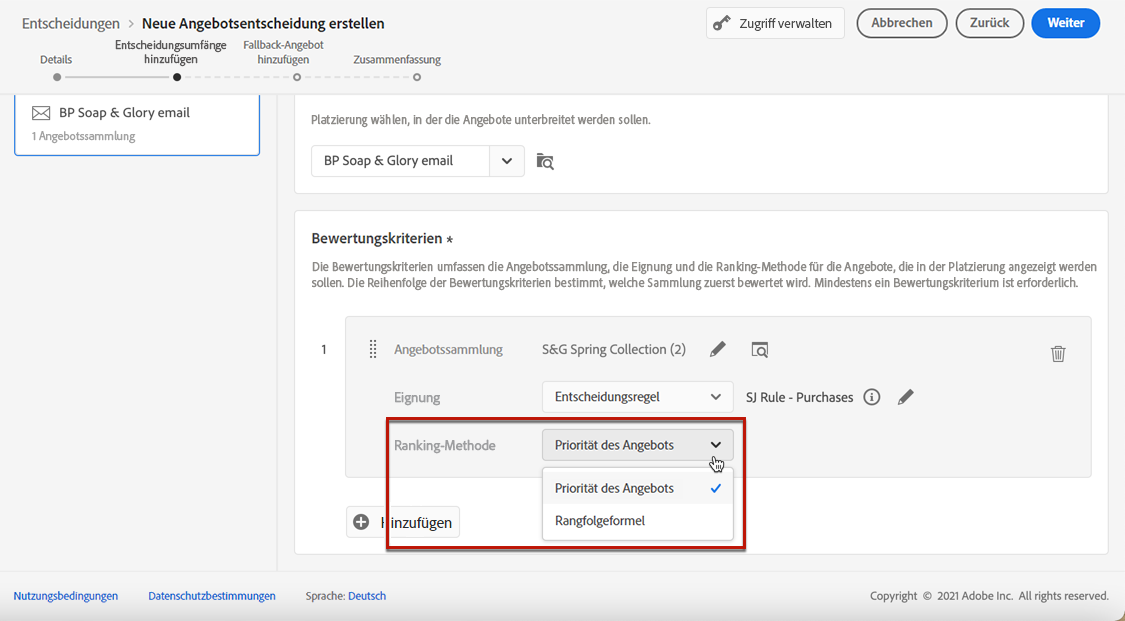 Entscheidungen > Neue Angebotsentscheidung erstellen
Zugriff verwalten
Abbrechen
Zurück
Weiter
Details
Entscheidungsumfänge
hinzufügen
Fallback-Angebot
hinzufügen
Zusammenfassung
BP Soap & Glory email
1 Angebotssammlung
Platzierung wählen, in der die Angebote unterbreitet werden sollen.
BP Soap & Glory email
Bewertungskriterien *
Die Bewertungskriterien umfassen die Angebotssammlung, die Eignung und die Ranking-Methode für die Angebote, die in der Platzierung angezeigt werden
sollen. Die Reihenfolge der Bewertungskriterien bestimmt, welche Sammlung zuerst bewertet wird. Mindestens ein Bewertungskriterium ist erforderlich.
1
Angebotssammlung
S&G Spring Collection (2)
Eignung
Entscheidungsregel
SJ Rule - Purchases
Ranking-Methode
Priorität des Angebots
Priorität des Angebots
Rangfolgeformel
Hinzufügen
Nutzungsbedingungen
Datenschutzbestimmungen
Sprache: Deutsch
Copyright © 2021 Adobe Inc. All rights reserved.